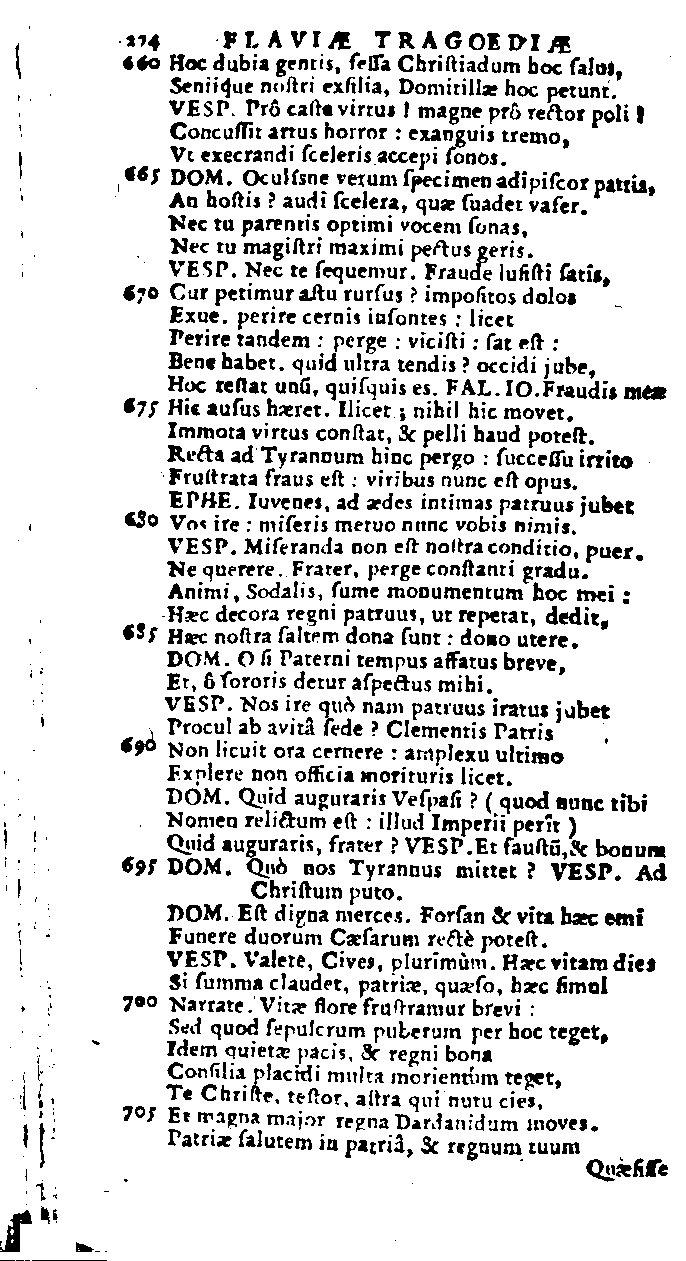 274 FLAVIÆ TRAGOEDIÆ
660 Hoc dubia gentis, feſſa Chriſtiadum hoc ſalus,
Seniique noſtri exſilia, Domitillæ hoc petunt.
VESP. Prô caſta virtus ! magne prô rector poli !
Concuſſit artus horror : exanguis tremo,
Vt execrandi ſceleris accepi ſonos.
665 DOM. Oculſne verum ſpecimen adipiſcor patris,
An hoſtis ? audi ſcelera, quæ ſuadet vafer.
Nec tu parentis optimi vocem ſonas,
Nec tu magiſtri maximi pectus geris.
VESP. Nec te ſequemur. Fraude luſiſti ſatis,
670 Cur petimur aſtu rurſus ? impoſitos dolos
Exue. perire cernis inſontes : licet
Perire tandem : perge : viciſti : ſat eſt :
Bene habet. quid ultra tendis ? occidi jube,
Hoc reſtat unũ, quiſquis es. FAL. IO. Fraudis meæ
675 Hic auſus hæret. Ilicet ; nihil hic movet.
Immota virtus conſtat, & pelli haud poteſt.
Recta ad Tyrannum hinc pergo : ſucceſſu irrito
Fruſtrata fraus eſt : viribus nunc eſt opus.
EPHE. Iuvenes, ad ædes intimas patruus jubet
680 Vos ire : miſeris metuo nunc vobis nimis.
VESP. Miſeranda non eſt noſtra conditio, puer.
Ne querere. Frater, perge conſtanti gradu.
Animi, Sodalis, ſume monumentum hoc mei :
Hæc decora regni patruus, ut reperat, dedit,
685 Hæc noſtra ſaltem dona ſunt : dono utere.
DOM. O ſi Paterni tempus affatus breve,
Et, ô ſororis detur aſpectus mihi.
VESP. Nos ire quò nam patruus iratus jubet
Procul ab avitâ ſede ? Clementis Patris
690 Non licuit ora cernere : amplexu ultimo
Explere non officia morituris licet.
DOM. Quid auguraris Veſpaſi ? ( quod nunc tibi
Nomen relictum eſt : illud Imperii perît )
Quid auguraris, frater ? VESP. Et fauſtũ, & bonum
695 DOM. Quò nos Tyrannus mittet ? VESP. Ad
Chriſtum puto.
DOM. Eſt digna merces. Forſan & vita hæc emi
Funere duorum Cæſarum rectè poteſt.
VESP. Valete, Cives, plurimùm. Hæc vitam dies
Si ſumma claudet, patriæ, quæſo, hæc ſimul
700 Narrate. Vitæ flore fruſtramur brevi :
Sed quod ſepulcrum puberum per hoc teget,
Idem quietæ pacis, & regni bona
Conſilia placidi multa morientûm teget,
Te Chriſte, teſtor, aſtra qui nutu cies,
705 Et magna major regna Dardanidum moves.
Patriæ ſalutem in patriâ, & regnum tuum
Quæſiſſe